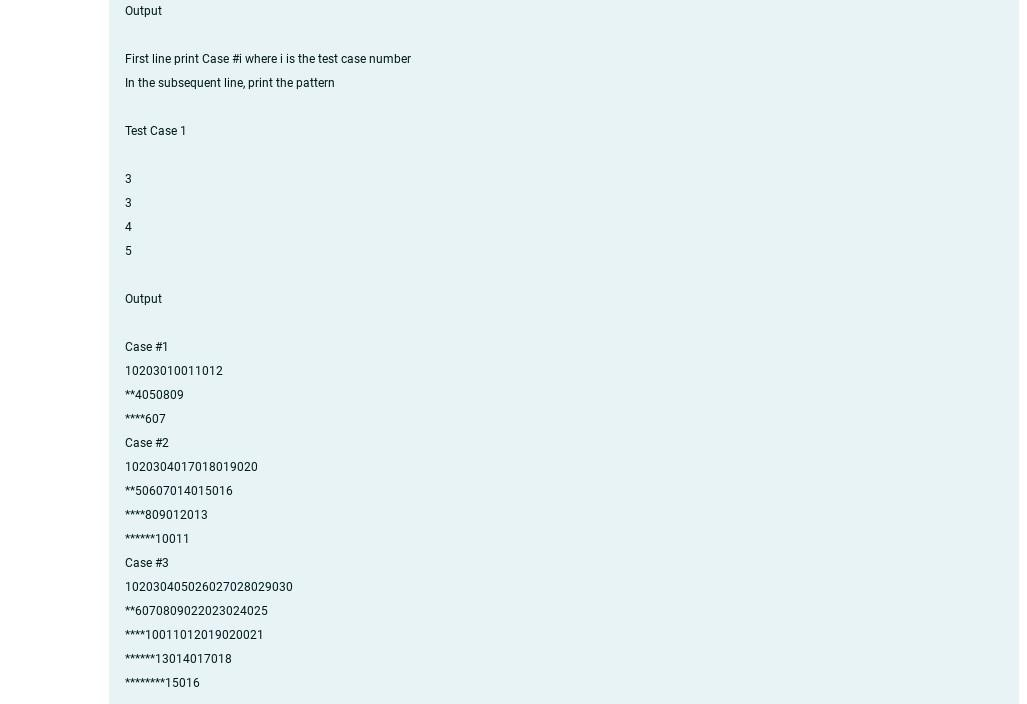 Output
First line print Case #i where i is the test case number
In the subsequent line, print the pattern
Test Case 1
3
3
4
5
Output
Case #1
10203010011012
**4050809
****607
Case #2
1020304017018019020
**50607014015016
****809012013
******10011
Case #3
102030405026027028029030
**6070809022023024025
****10011012019020021
******13014017018
********15016